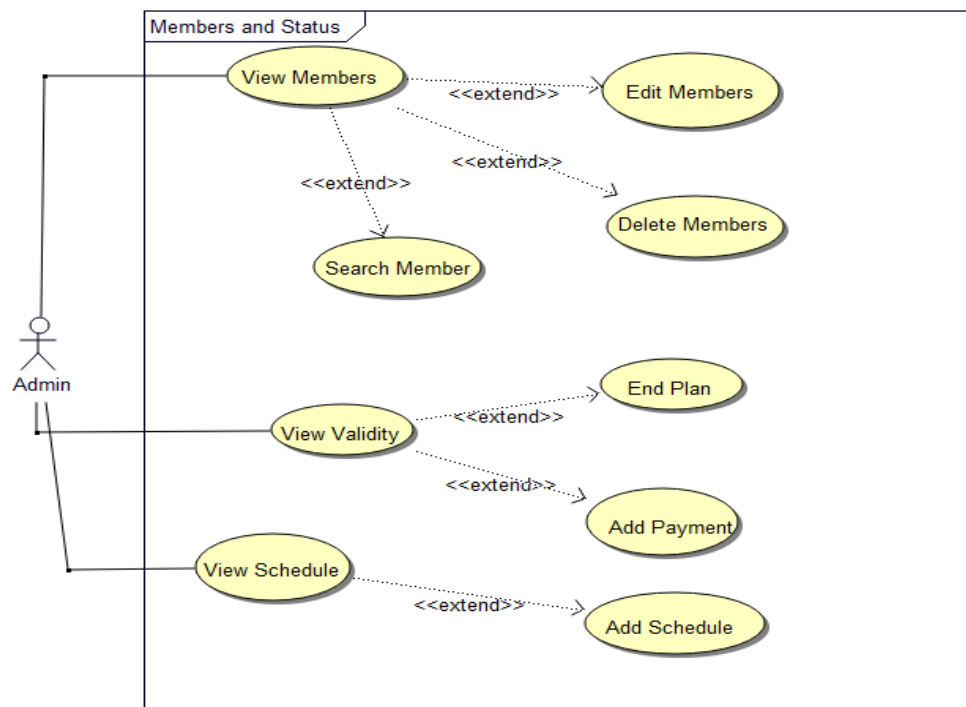 Members and Status
View Members
<<extend>>
Edit Members
<<extend>>
<<extend>>
Delete Members
Search Member
Admin
End Plan
<<extend>>
View Validity
<<extend>>
Add Payment
View Schedule
<<extend>>
Add Schedule